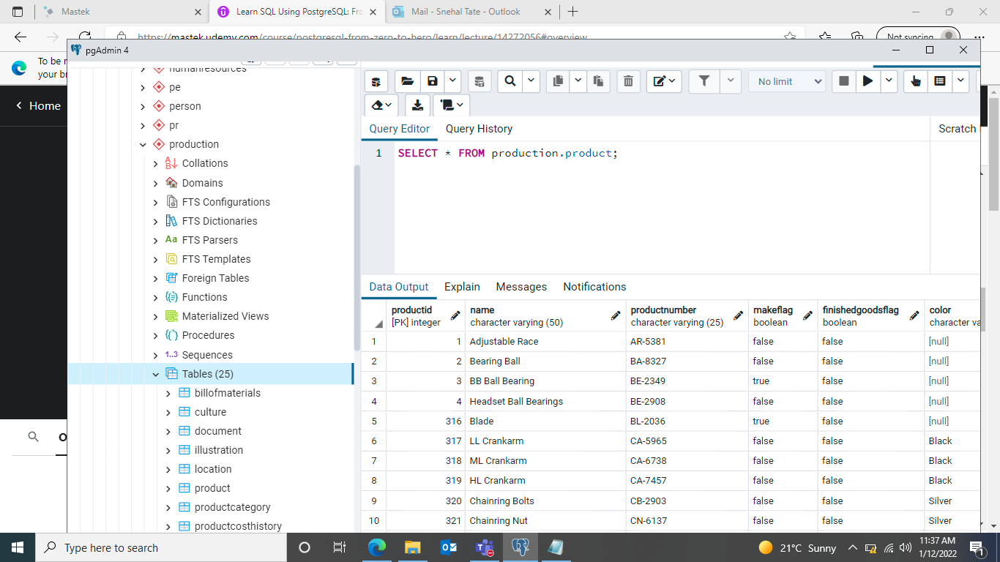 Mastek
Learn SQL Using PostgreSQL: Fro
Mail - Snehal Tate - Outlook
https://mastek.udemy.com/course/postgresql-from-zero-to-hero/learn/lecture/14272056#overview
Not syncing
pgAdmin 4
To be
your
Home
humanresources
pe
person
pr
production
Collations
Domains
FTS Configurations
FTS Dictionaries
Aa FTS Parsers
FTS Templates
Foreign Tables
Functions
Materialized Views
Procedures
1..3 Sequences
Tables (25)
billofmaterials
culture
document
illustration
location
product
productcategory
productcosthistory
No limit
Query Editor Query History Scratch
1 SELECT * FROM production.product;
Data Output Explain Messages Notifications
productid name productnumber makeflag finishedgoodsflag color
[PK] integer character varying (50) character varying (25) boolean boolean character va
1 1 Adjustable Race AR-5381 false false [null]
2 2 Bearing Ball BA-8327 false false [null]
3 3 BB Ball Bearing BE-2349 true false [null]
4 4 Headset Ball Bearings BE-2908 false false [null]
5 316 Blade BL-2036 true false [null]
6 317 LL Crankarm CA-5965 false false Black
7 318 ML Crankarm CA-6738 false false Black
8 319 HL Crankarm CA-7457 false false Black
9 320 Chainring Bolts CB-2903 false false Silver
10 321 Chainring Nut CN-6137 false false Silver
Type here to search
21°C Sunny
11:37 AM
1/12/2022
1